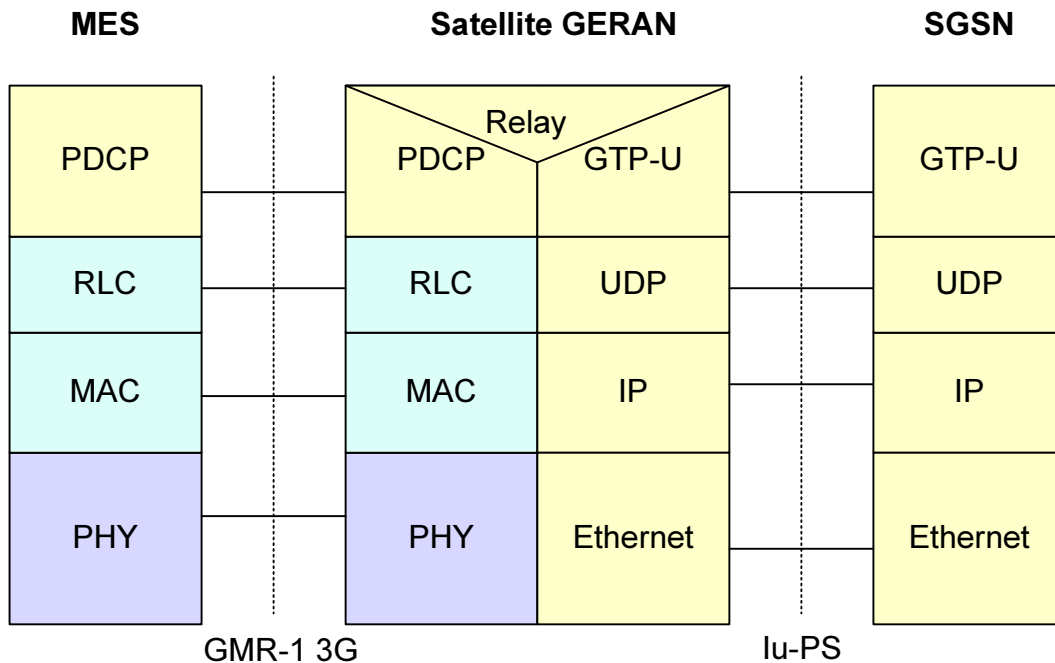 MES
Satellite GERAN
SGSN
Relay
PDCP
PDCP
GTP-U
GTP-U
RLC
RLC
UDP
UDP
MAC
MAC
IP
IP
PHY
PHY
Ethernet
Ethernet
GMR-1 3G
Iu-PS